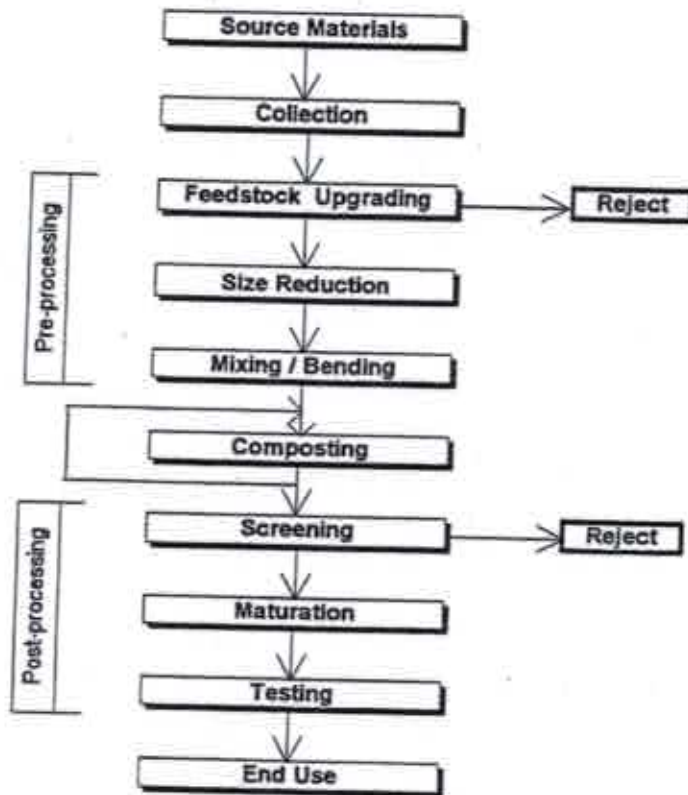 Source Materials
Collection
Feedstock Upgrading
Reject
Pre-processing
Size Reduction
Mixing / Bending
Composting
Screening
Reject
Post-processing
Maturation
Testing
End Use